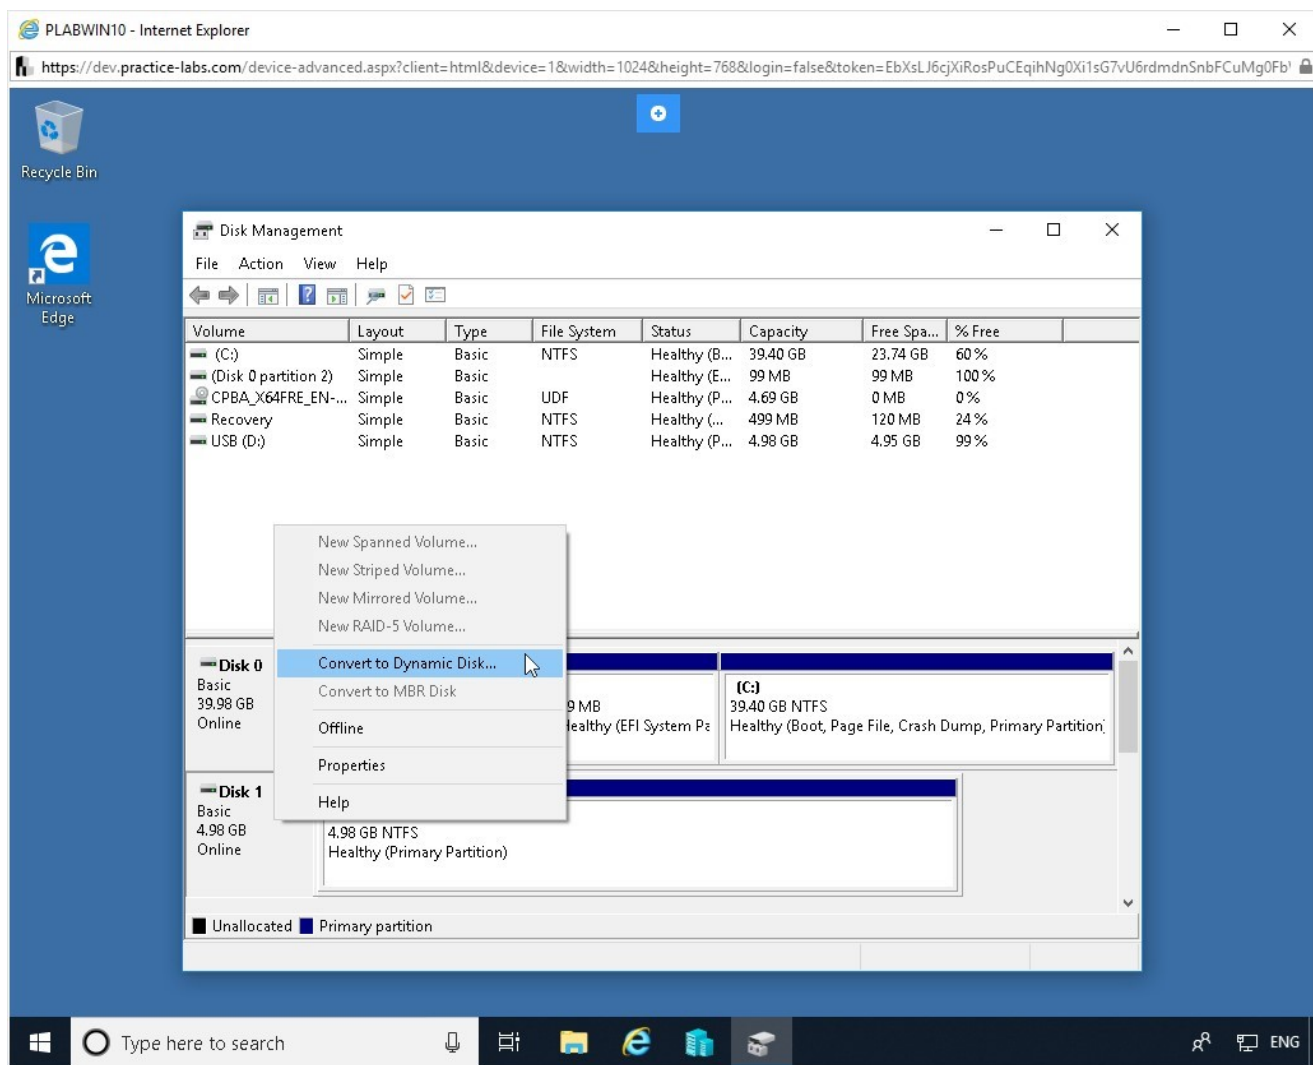 PLABWIN10 - Internet Explorer
https://dev.practice-labs.com/device-advanced.aspx?client=html&device=1&width=1024&height=768&login=false&token=EbXsLJ6cjXiRosPuCEqihNg0Xi1sG7vU6rdmdnSnbFCuMg0Fb
Recycle Bin
Microsoft
Edge
Disk Management
File Action View Help
Volume Layout Type File System Status Capacity Free Spa... % Free
(C:) Simple Basic NTFS Healthy (B... 39.40 GB 23.74 GB 60 %
(Disk 0 partition 2) Simple Basic Healthy (E... 99 MB 99 MB 100 %
CPBA_X64FRE_EN-... Simple Basic UDF Healthy (P... 4.69 GB 0 MB 0 %
Recovery Simple Basic NTFS Healthy (... 499 MB 120 MB 24 %
USB (D:) Simple Basic NTFS Healthy (P... 4.98 GB 4.95 GB 99 %
New Spanned Volume...
New Striped Volume...
New Mirrored Volume...
New RAID-5 Volume...
Convert to Dynamic Disk...
Convert to MBR Disk
Offline
Properties
Help
Disk 0
Basic
39.98 GB
Online
9 MB
Healthy (EFI System Pa
(C:)
39.40 GB NTFS
Healthy (Boot, Page File, Crash Dump, Primary Partition)
Disk 1
Basic
4.98 GB
Online
4.98 GB NTFS
Healthy (Primary Partition)
Unallocated Primary partition
Type here to search
ENG